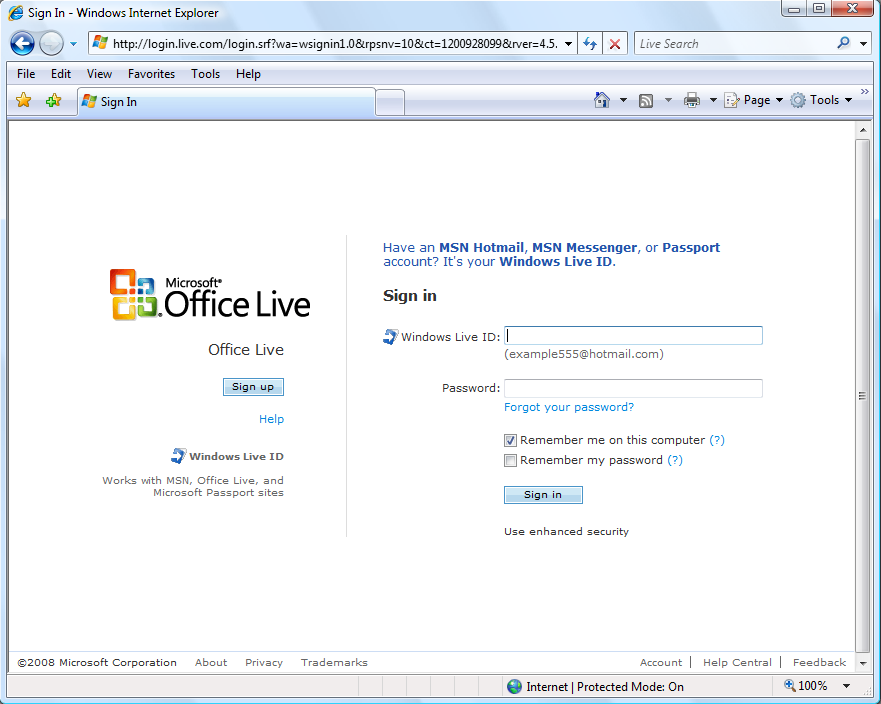 Sign In - Windows Internet Explorer
http://login.live.com/login.srf?wa=wsignin1.0&rpsnv=10&ct=1200928099&rver=4.5.
Live Search
File Edit View Favorites Tools Help
Sign In
Page Tools
Have an MSN Hotmail, MSN Messenger, or Passport
account? It's your Windows Live ID.
Microsoft®
Office Live
Office Live
Sign up
Help
Windows Live ID
Works with MSN, Office Live, and
Microsoft Passport sites
Sign in
Windows Live ID:
(example555@hotmail.com)
Password:
Forgot your password?
Remember me on this computer (?)
Remember my password (?)
Sign in
Use enhanced security
©2008 Microsoft Corporation About Privacy Trademarks Account Help Central Feedback
Internet | Protected Mode: On 100%